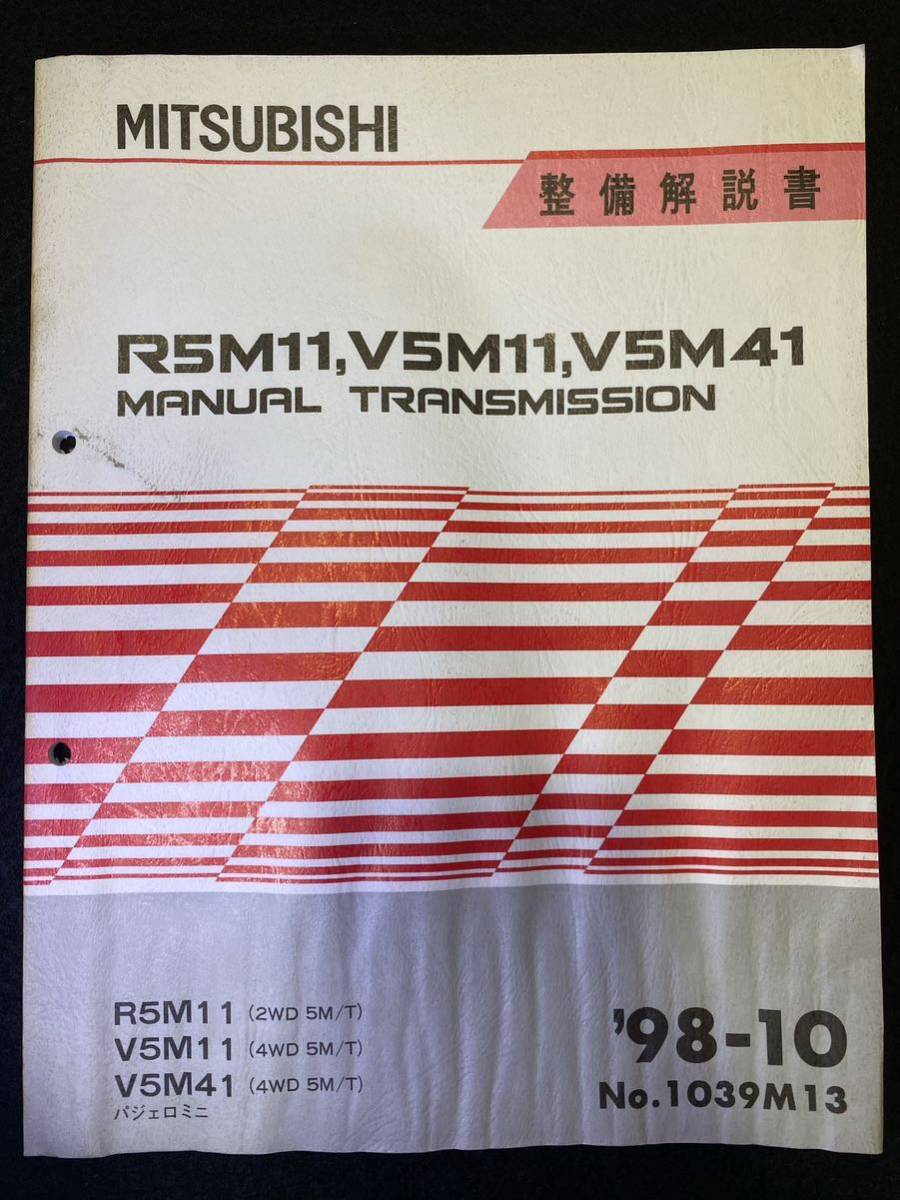 MITSUBISHI
整備解説書
R5M11,V5M11,V5M41
MANUAL TRANSMISSION
R5M11 (2WD 5M/T)
V5M11 (4WD 5M/T)
V5M41 (4WD 5M/T)
パジェロミニ
'98-10
No.1039M13